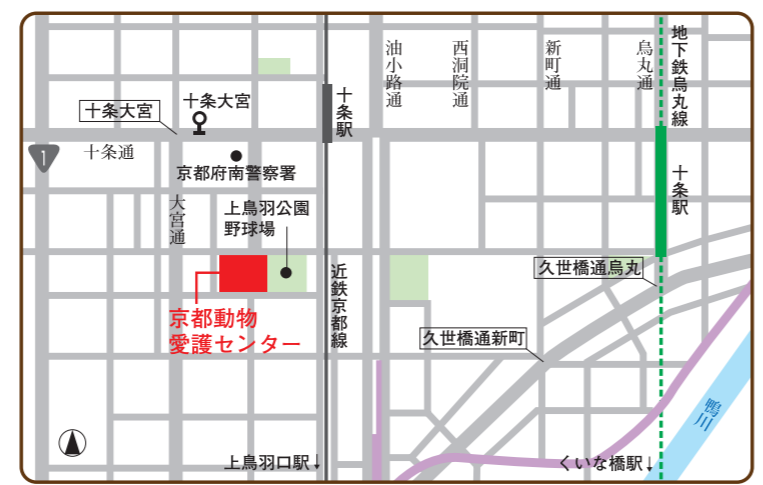 油小路通
西洞院通
新町通
烏丸通
地下鉄烏丸線
十条大宮
十条大宮
十条駅
1
十条通
京都府南警察署
十条駅
大宮通
上鳥羽公園
野球場
久世橋通烏丸
近鉄京都線
京都動物
愛護センター
久世橋通新町
鴨川
上鳥羽口駅↓
くいな橋駅↓